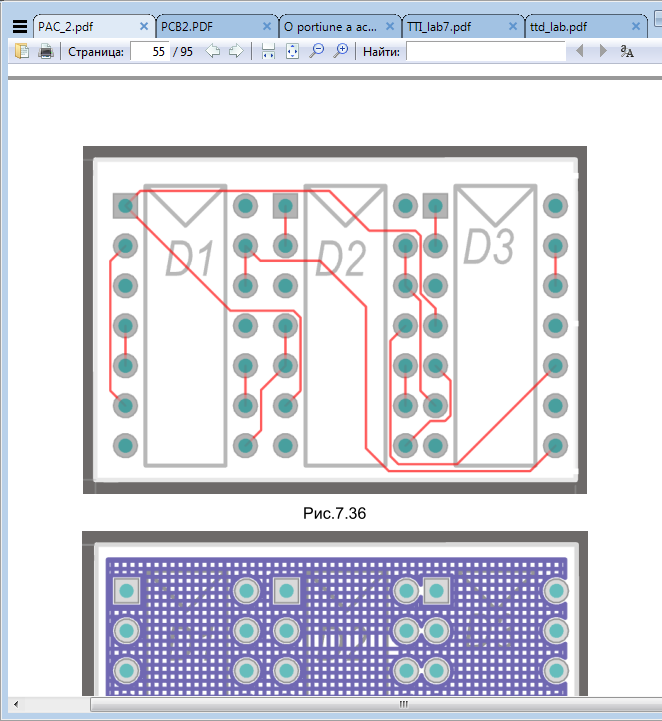 PAC_2.pdf
PCB2.PDF
O portiune a ac...
TTI_lab7.pdf
ttd_lab.pdf
Страница: 55 / 95
Найти:
D1
D2
D3
Рис.7.36